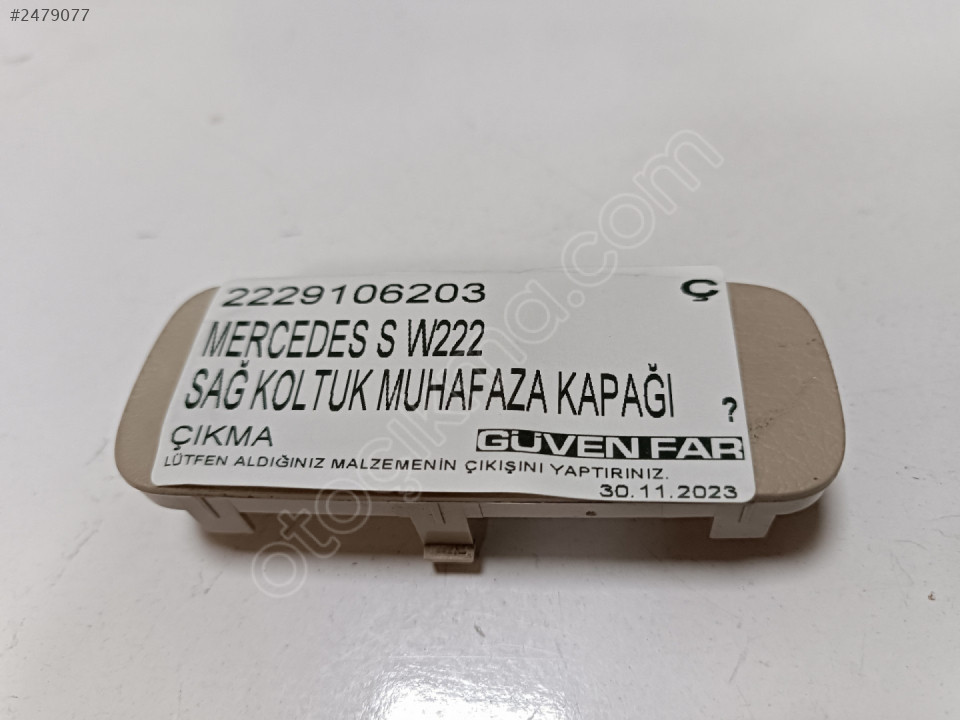 #2479077
2229106203 Ç
MERCEDES S W222
SAĞ KOLTUK MUHAFAZA KAPAĞI ?
ÇIKMA GÜVEN FAR
LÜTFEN ALDIĞINIZ MALZEMENİN ÇIKIŞINI YAPTIRINIZ.
30.11.2023
otocikma.com